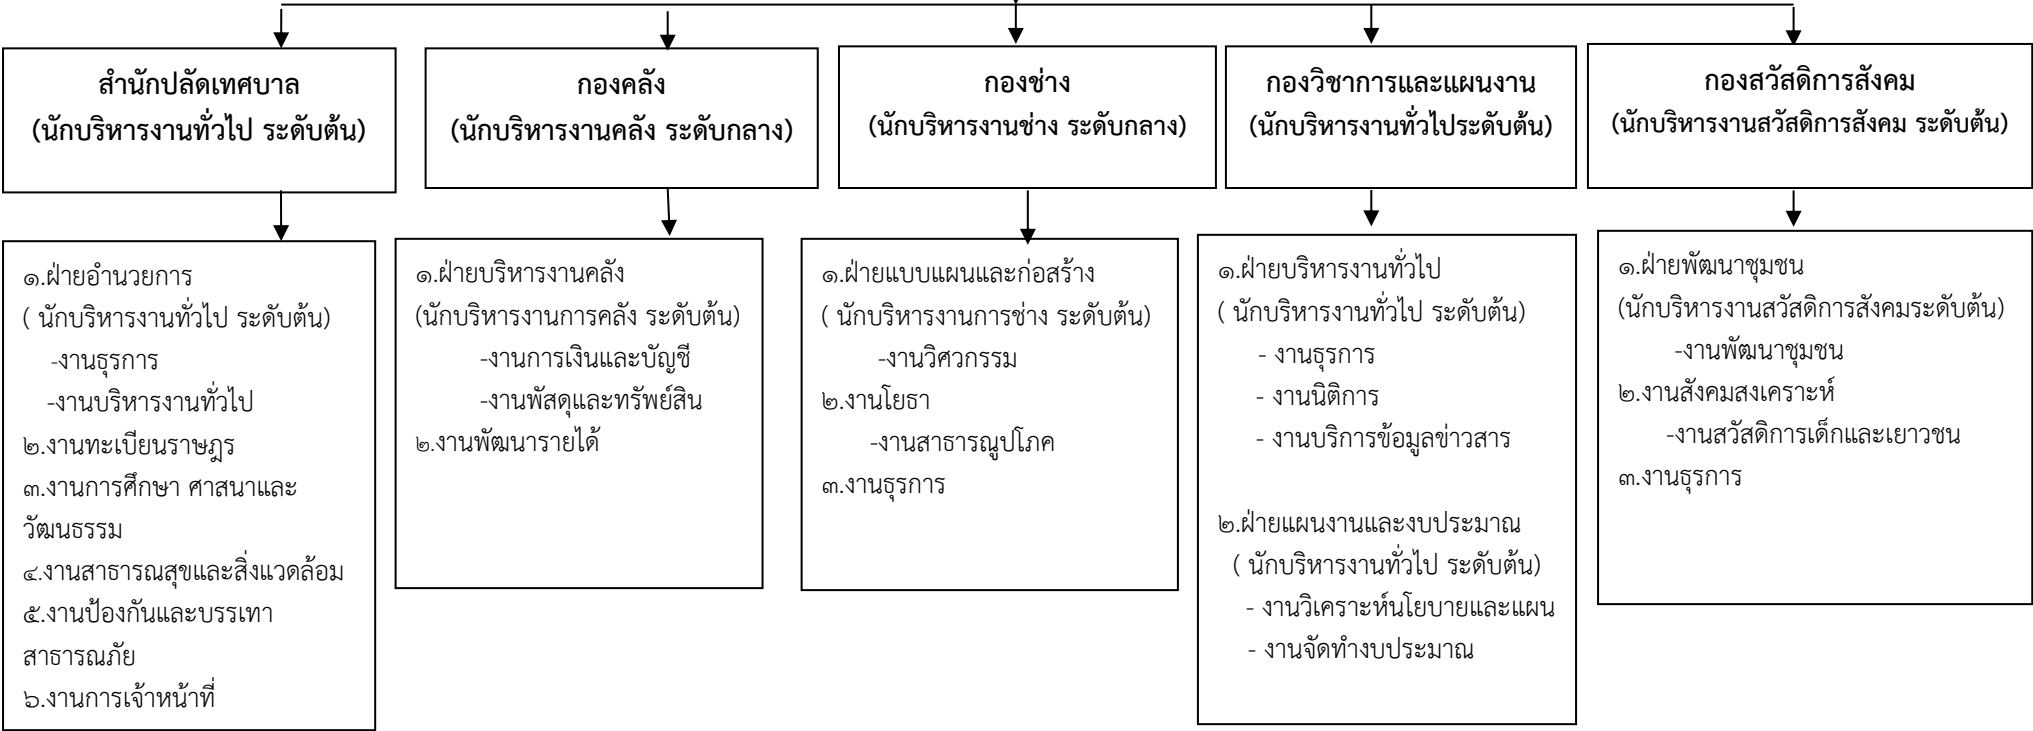 สำนักปลัดเทศบาล
(นักบริหารงานทั่วไป ระดับต้น)
กองคลัง
(นักบริหารงานคลัง ระดับกลาง)
กองช่าง
(นักบริหารงานช่าง ระดับกลาง)
กองวิชาการและแผนงาน
(นักบริหารงานทั่วไประดับต้น)
กองสวัสดิการสังคม
(นักบริหารงานสวัสดิการสังคม ระดับต้น)
๑.ฝ่ายอำนวยการ
( นักบริหารงานทั่วไป ระดับต้น)
-งานธุรการ
-งานบริหารงานทั่วไป
๒.งานทะเบียนราษฎร
๓.งานการศึกษา ศาสนาและ
วัฒนธรรม
๔.งานสาธารณสุขและสิ่งแวดล้อม
๕.งานป้องกันและบรรเทา
สาธารณภัย
๖.งานการเจ้าหน้าที่
๑.ฝ่ายบริหารงานคลัง
(นักบริหารงานการคลัง ระดับต้น)
-งานการเงินและบัญชี
-งานพัสดุและทรัพย์สิน
๒.งานพัฒนารายได้
๑.ฝ่ายแบบแผนและก่อสร้าง
( นักบริหารงานการช่าง ระดับต้น)
-งานวิศวกรรม
๒.งานโยธา
-งานสาธารณูปโภค
๓.งานธุรการ
๑.ฝ่ายบริหารงานทั่วไป
( นักบริหารงานทั่วไป ระดับต้น)
- งานธุรการ
- งานนิติการ
- งานบริการข้อมูลข่าวสาร
๒.ฝ่ายแผนงานและงบประมาณ
( นักบริหารงานทั่วไป ระดับต้น)
- งานวิเคราะห์นโยบายและแผน
- งานจัดทำงบประมาณ
๑.ฝ่ายพัฒนาชุมชน
(นักบริหารงานสวัสดิการสังคมระดับต้น)
-งานพัฒนาชุมชน
๒.งานสังคมสงเคราะห์
-งานสวัสดิการเด็กและเยาวชน
๓.งานธุรการ